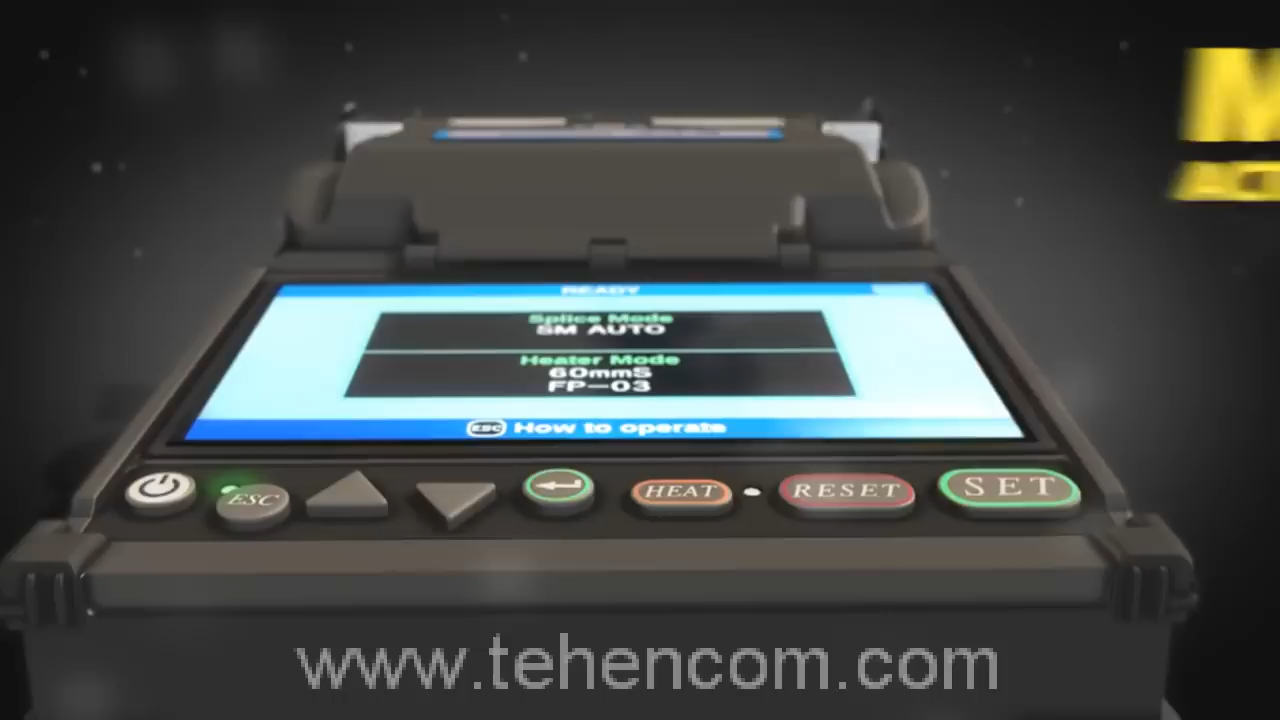 M
READY
Splice Mode
SM AUTO
Heater Mode
60mmS
FP-03
ESC How to operate
ESC
HEAT
RESET
SET
www.tehencom.com